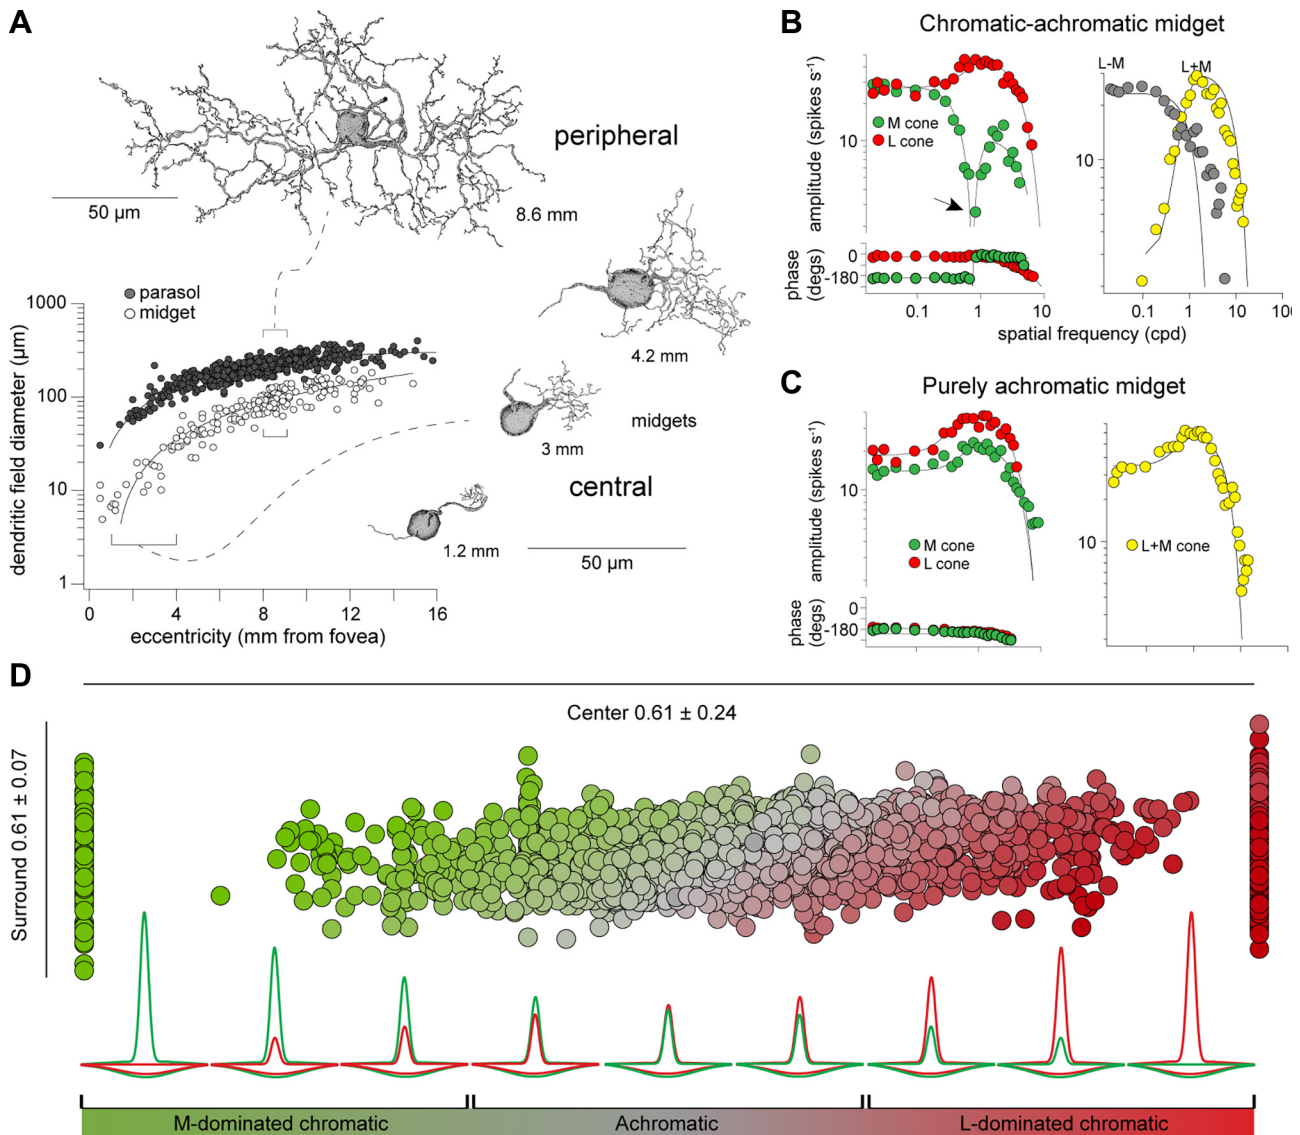 A
peripheral
50 µm
8.6 mm
4.2 mm
3 mm
midgets
central
1.2 mm
50 µm
parasol
midget
dendritic field diameter (µm)
1000
100
10
1
0
4
8
12
16
eccentricity (mm from fovea)
B
Chromatic-achromatic midget
amplitude (spikes s⁻¹)
10
M cone
L cone
phase
(degs)
0
-180
0.1
1
10
L-M
L+M
10
0.1
1
10
100
spatial frequency (cpd)
C
Purely achromatic midget
amplitude (spikes s⁻¹)
10
M cone
L cone
phase
(degs)
0
-180
10
L+M cone
D
Center 0.61 ± 0.24
Surround 0.61 ± 0.07
M-dominated chromatic
Achromatic
L-dominated chromatic